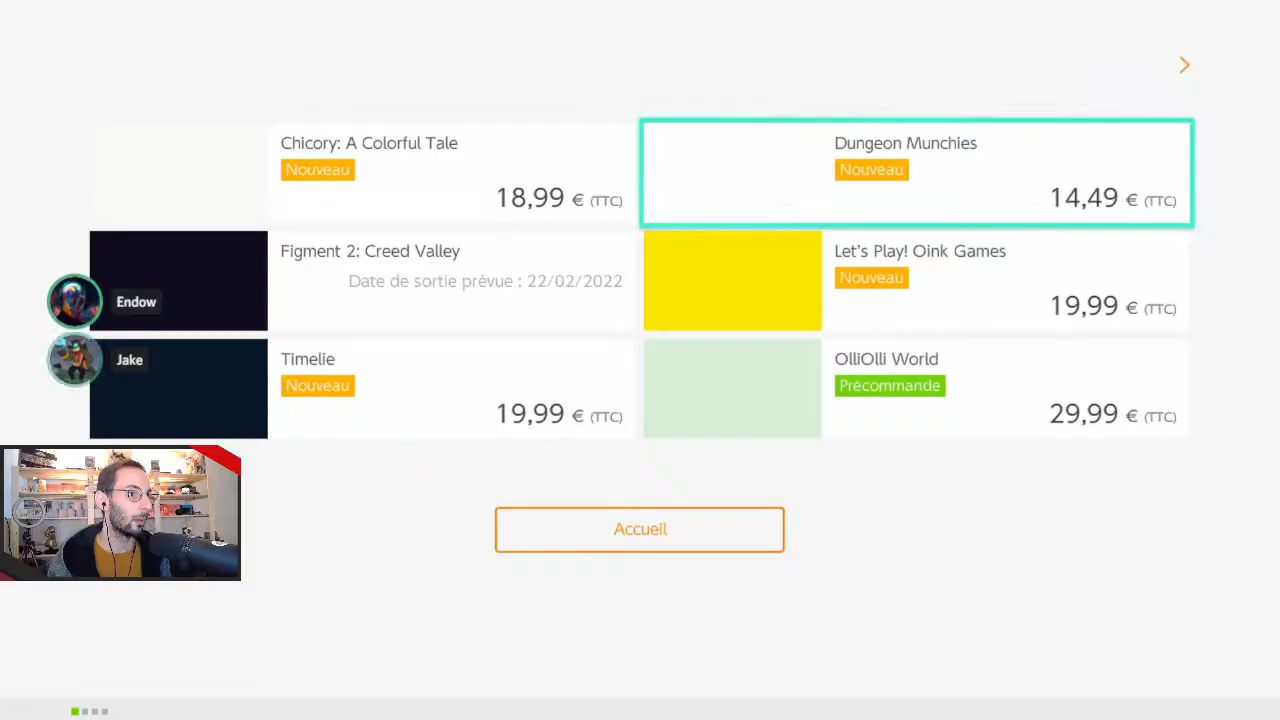 Chicory: A Colorful Tale
Nouveau
18,99 € (TTC)
Dungeon Munchies
Nouveau
14,49 € (TTC)
Figment 2: Creed Valley
Date de sortie prévue : 22/02/2022
Let's Play! Oink Games
Nouveau
19,99 € (TTC)
Endow
Jake
Timelie
Nouveau
19,99 € (TTC)
OlliOlli World
Précommande
29,99 € (TTC)
Accueil